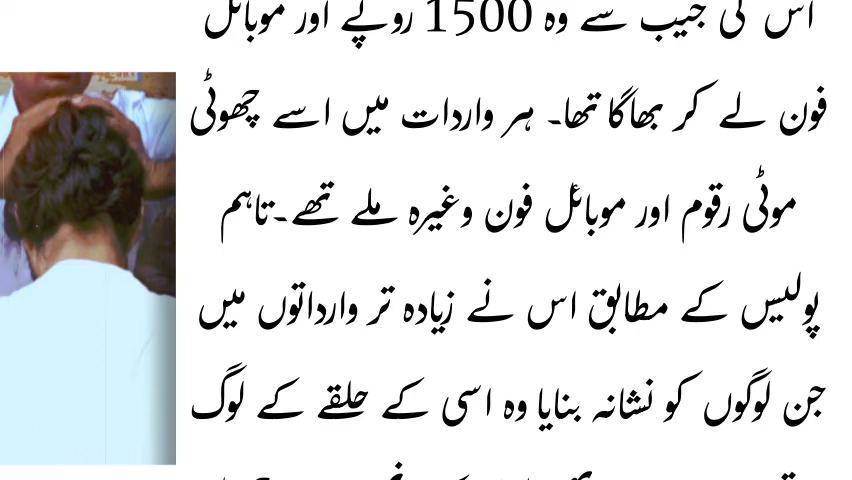 اس کی جیب سے وہ 1500 روپے اور موبائل
فون لے کر بھاگا تھا۔ ہر واردات میں اسے چھوٹی
موٹی رقوم اور موبائل فون وغیرہ ملے تھے۔تاہم
پولیس کے مطابق اس نے زیادہ تر وارداتوں میں
جن لوگوں کو نشانہ بنایا وہ اسی کے حلقے کے لوگ